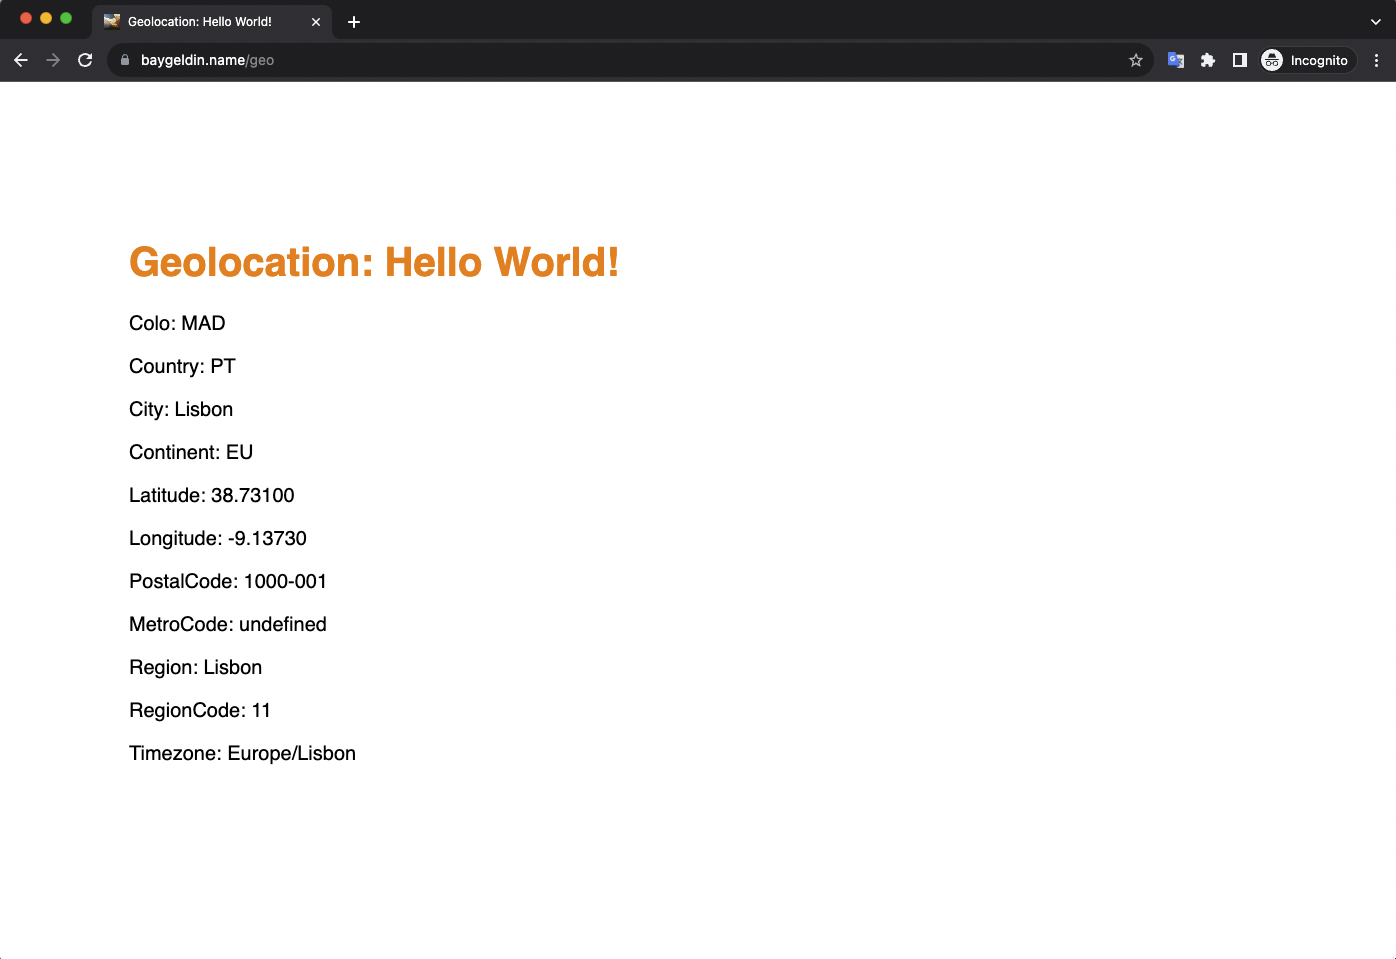 Geolocation: Hello World!
baygeldin.name/geo
Incognito
Geolocation: Hello World!
Colo: MAD
Country: PT
City: Lisbon
Continent: EU
Latitude: 38.73100
Longitude: -9.13730
PostalCode: 1000-001
MetroCode: undefined
Region: Lisbon
RegionCode: 11
Timezone: Europe/Lisbon